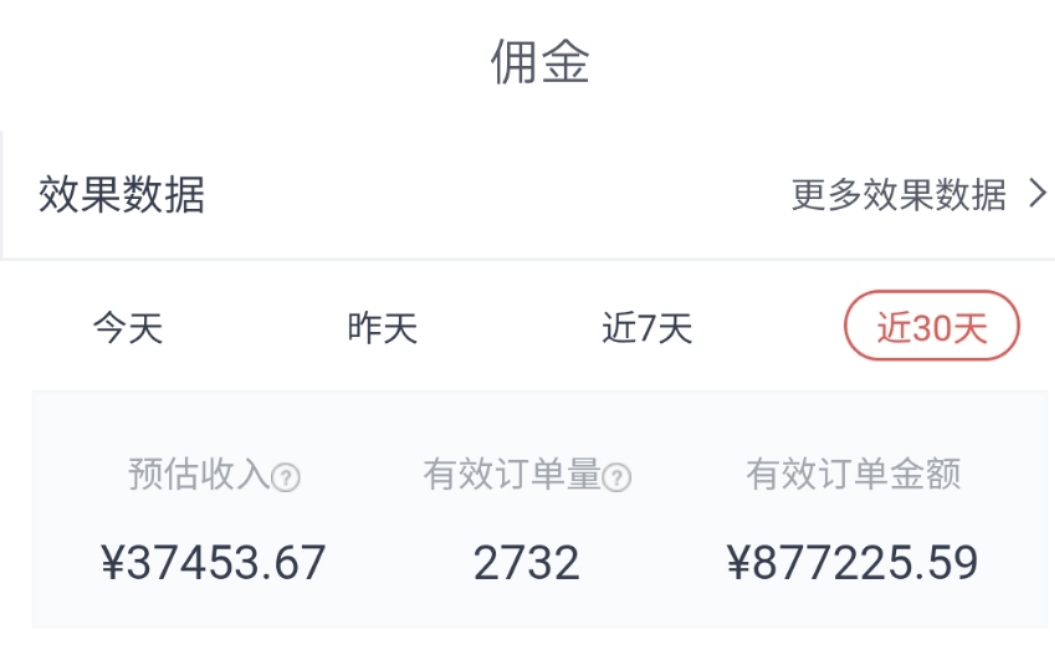 佣金
效果数据 更多效果数据 >
今天 昨天 近7天 近30天
预估收入? 有效订单量? 有效订单金额
¥37453.67 2732 ¥877225.59